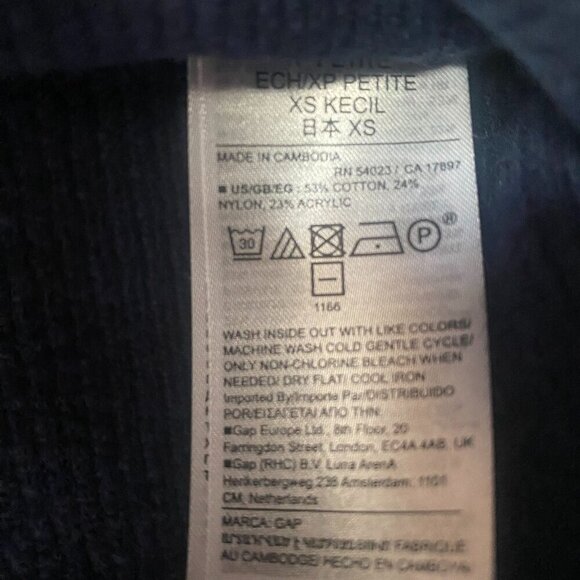 PETITE
ECH/XP PETITE
XS KECIL
日本 XS
MADE IN CAMBODIA
RN 54023 / CA 17897
■ US/GB/EG : 53% COTTON, 24%
NYLON, 23% ACRYLIC
30 P®
1166
WASH INSIDE OUT WITH LIKE COLORS/
MACHINE WASH COLD GENTLE CYCLE/
ONLY NON-CHLORINE BLEACH WHEN
NEEDED/ DRY FLAT/ COOL IRON
Imported By/Importe Par/DISTRIBUIDO
POR/ΕΙΣΑΓΕΤΑΙ ΑΠΟ ΤΗΝ:
■Gap Europe Ltd., 8th Floor, 20
Farringdon Street, London, EC4A 4AB, UK
■Gap (RHC) B.V. Luna ArenA
Herikerbergweg 238 Amsterdam, 1101
CM, Netherlands
MARCA: GAP
FABRIQUÉ
AU CAMBODGE/ HECHO EN CAMBOYA